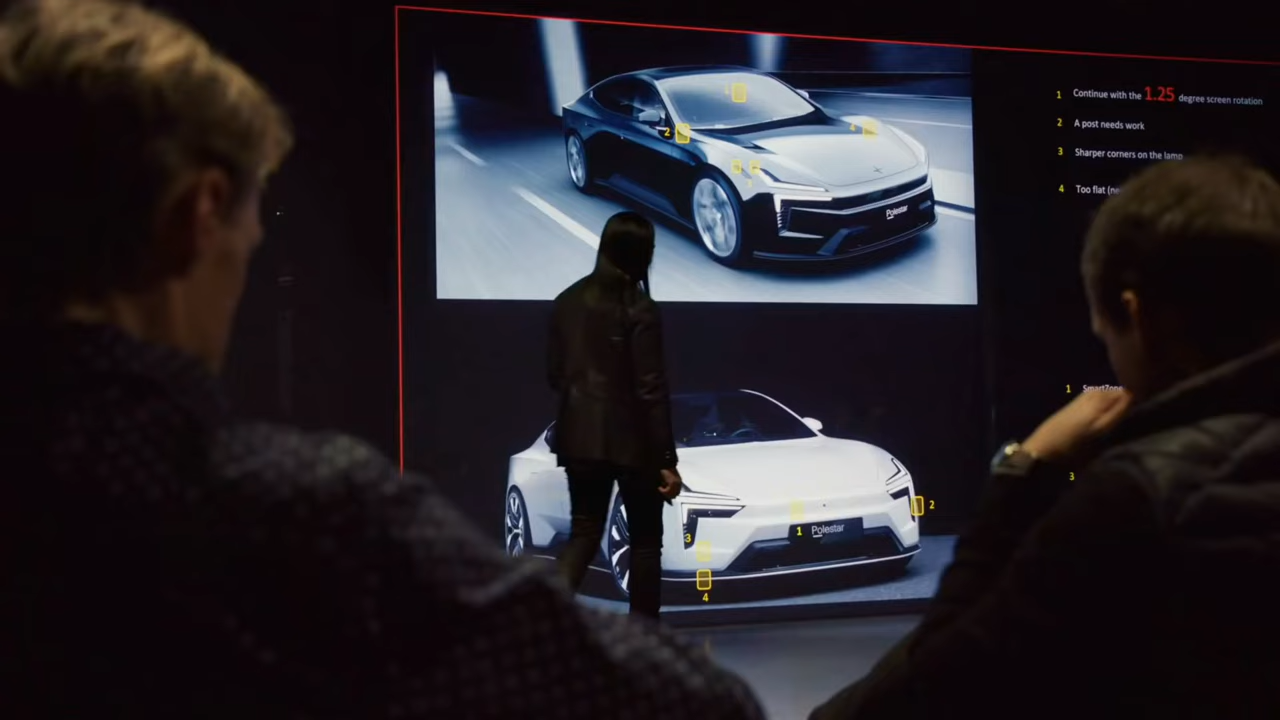 1 Continue with the 1.25 degree screen rotation
2 A post needs work
3 Sharper corners on the lamp
4 Too flat
2
4
Polestar
1
2
1 Polestar
3
3
4